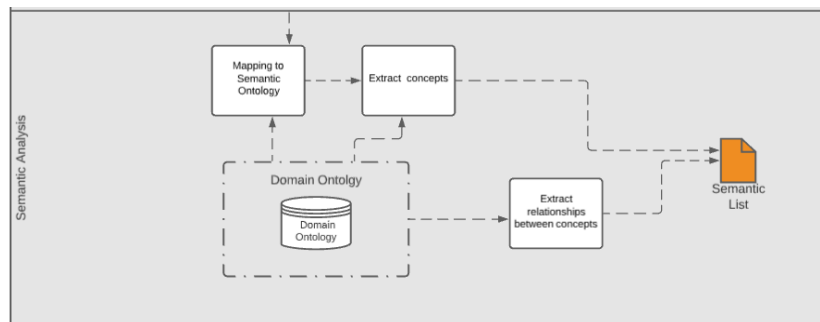 Semantic Analysis
Mapping to
Semantic
Ontology
Extract concepts
Domain Ontolgy
Domain
Ontology
Extract
relationships
between concepts
Semantic
List